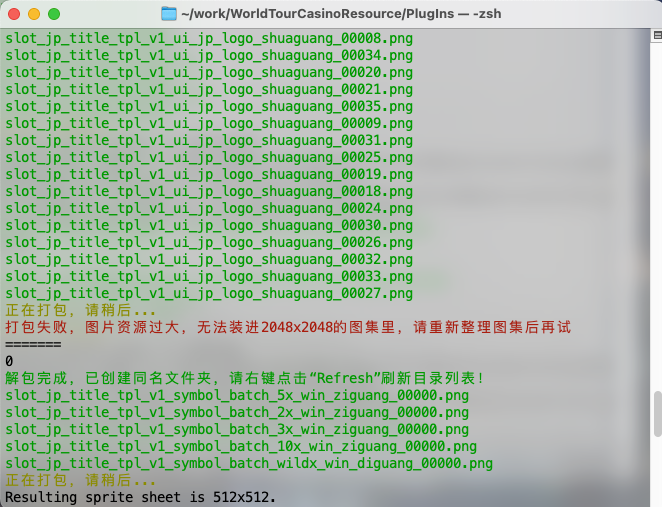 ~/work/WorldTourCasinoResource/PlugIns — -zsh
slot_jp_title_tpl_v1_ui_jp_logo_shuaguang_00008.png
slot_jp_title_tpl_v1_ui_jp_logo_shuaguang_00034.png
slot_jp_title_tpl_v1_ui_jp_logo_shuaguang_00020.png
slot_jp_title_tpl_v1_ui_jp_logo_shuaguang_00021.png
slot_jp_title_tpl_v1_ui_jp_logo_shuaguang_00035.png
slot_jp_title_tpl_v1_ui_jp_logo_shuaguang_00009.png
slot_jp_title_tpl_v1_ui_jp_logo_shuaguang_00031.png
slot_jp_title_tpl_v1_ui_jp_logo_shuaguang_00025.png
slot_jp_title_tpl_v1_ui_jp_logo_shuaguang_00019.png
slot_jp_title_tpl_v1_ui_jp_logo_shuaguang_00018.png
slot_jp_title_tpl_v1_ui_jp_logo_shuaguang_00024.png
slot_jp_title_tpl_v1_ui_jp_logo_shuaguang_00030.png
slot_jp_title_tpl_v1_ui_jp_logo_shuaguang_00026.png
slot_jp_title_tpl_v1_ui_jp_logo_shuaguang_00032.png
slot_jp_title_tpl_v1_ui_jp_logo_shuaguang_00033.png
slot_jp_title_tpl_v1_ui_jp_logo_shuaguang_00027.png
正在打包，请稍后...
打包失败，图片资源过大，无法装进2048x2048的图集里，请重新整理图集后再试
=======
0
解包完成，已创建同名文件夹，请右键点击“Refresh”刷新目录列表！
slot_jp_title_tpl_v1_symbol_batch_5x_win_ziguang_00000.png
slot_jp_title_tpl_v1_symbol_batch_2x_win_ziguang_00000.png
slot_jp_title_tpl_v1_symbol_batch_3x_win_ziguang_00000.png
slot_jp_title_tpl_v1_symbol_batch_10x_win_ziguang_00000.png
slot_jp_title_tpl_v1_symbol_batch_wildx_win_diguang_00000.png
正在打包，请稍后...
Resulting sprite sheet is 512x512.